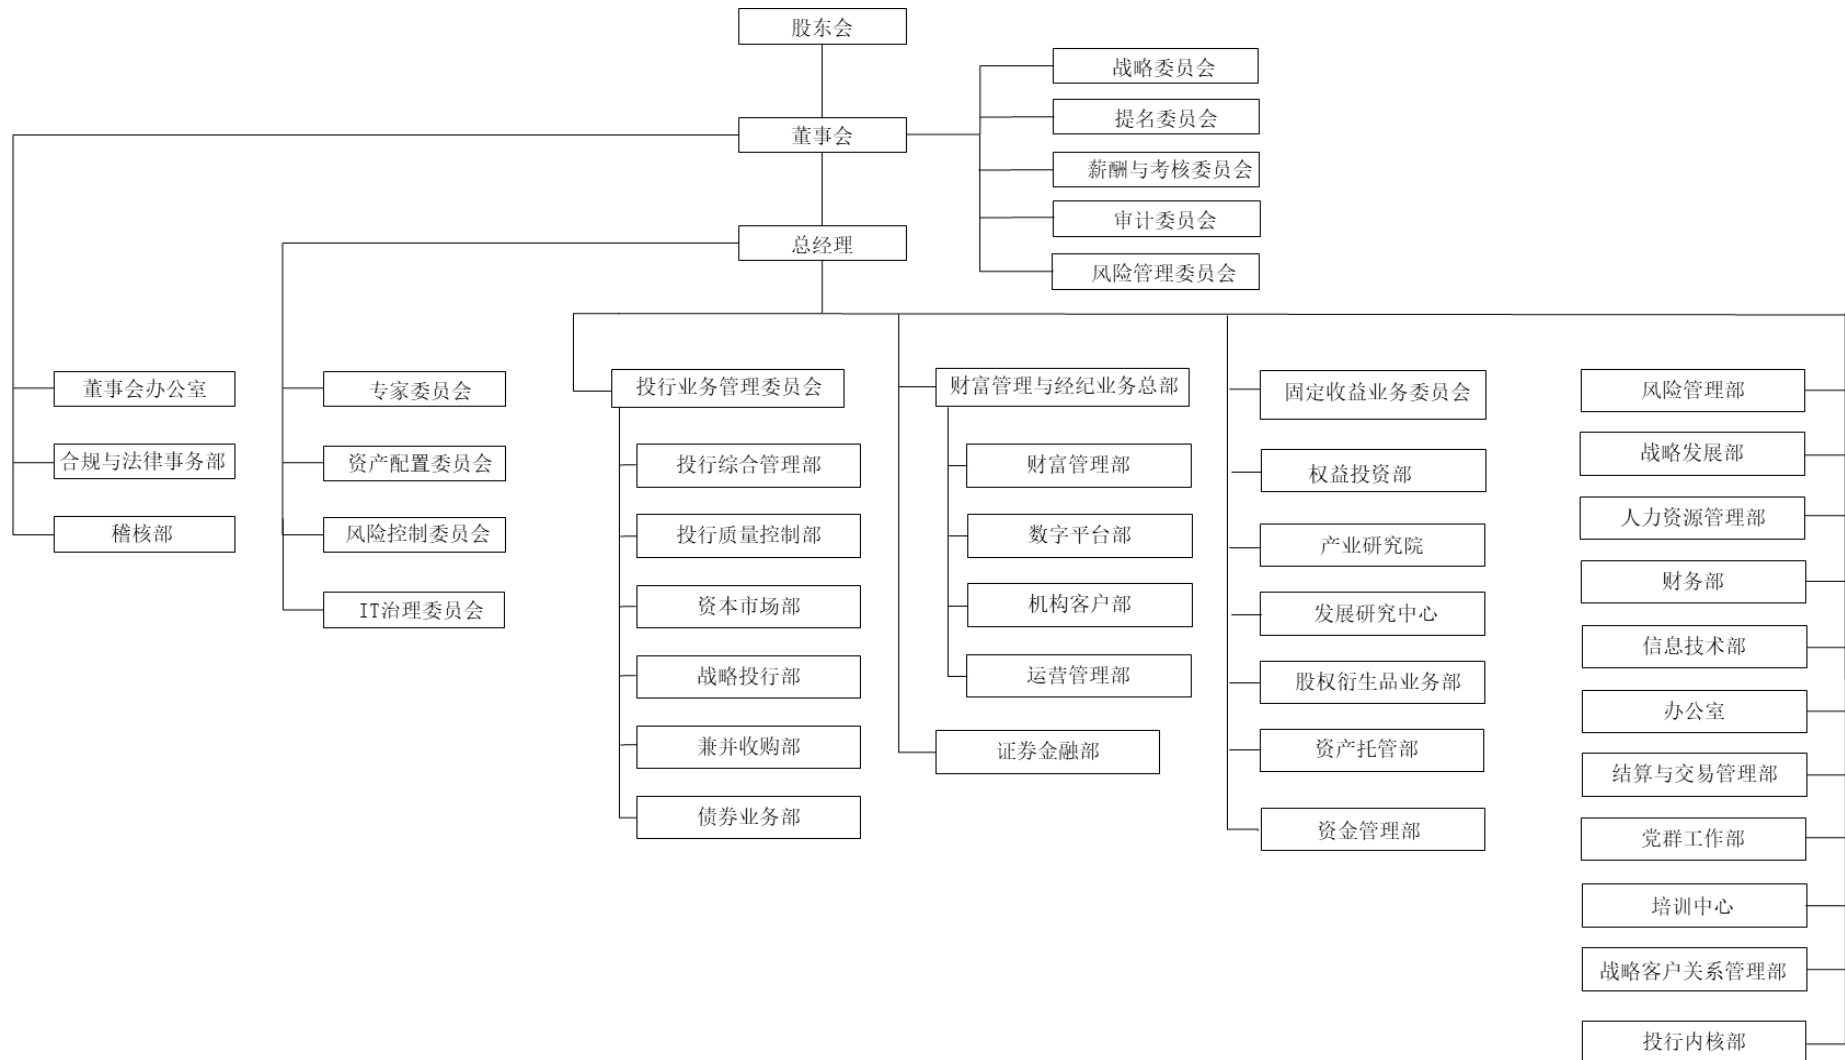 股东会
战略委员会
提名委员会
董事会
薪酬与考核委员会
审计委员会
总经理
风险管理委员会
董事会办公室
合规与法律事务部
稽核部
专家委员会
资产配置委员会
风险控制委员会
IT治理委员会
投行业务管理委员会
投行综合管理部
投行质量控制部
资本市场部
战略投行部
兼并收购部
债券业务部
财富管理与经纪业务总部
财富管理部
数字平台部
机构客户部
运营管理部
证券金融部
固定收益业务委员会
权益投资部
产业研究院
发展研究中心
股权衍生品业务部
资产托管部
资金管理部
风险管理部
战略发展部
人力资源管理部
财务部
信息技术部
办公室
结算与交易管理部
党群工作部
培训中心
战略客户关系管理部
投行内核部